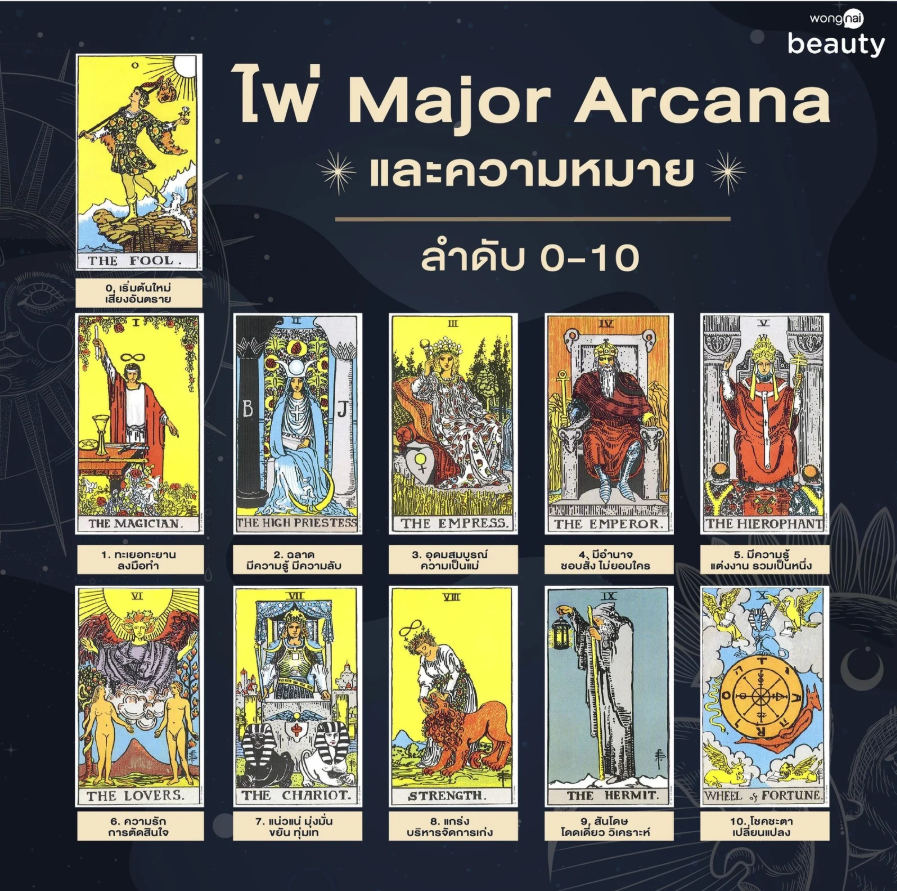 wongnai
beauty
ไพ่ Major Arcana
และความหมาย
ลำดับ 0-10
0
THE FOOL.
0. เริ่มต้นใหม่
เสี่ยงอันตราย
I
THE MAGICIAN.
1. ทะเยอทะยาน
ลงมือทำ
II
B J
THE HIGH PRIESTESS
2. ฉลาด
มีความรู้ มีความลับ
III
THE EMPRESS.
3. อุดมสมบูรณ์
ความเป็นแม่
IV
THE EMPEROR.
4. มีอำนาจ
ชอบสั่ง ไม่ยอมใคร
V
THE HIEROPHANT
5. มีความรู้
แต่งงาน รวมเป็นหนึ่ง
VI
THE LOVERS.
6. ความรัก
การตัดสินใจ
VII
THE CHARIOT.
7. แน่วแน่ มุ่งมั่น
ขยัน ทุ่มเท
VIII
STRENGTH.
8. แกร่ง
บริหารจัดการเก่ง
IX
THE HERMIT.
9. สันโดษ
โดดเดี่ยว วิเคราะห์
X
T A R O
WHEEL of FORTUNE.
10. โชคชะตา
เปลี่ยนแปลง